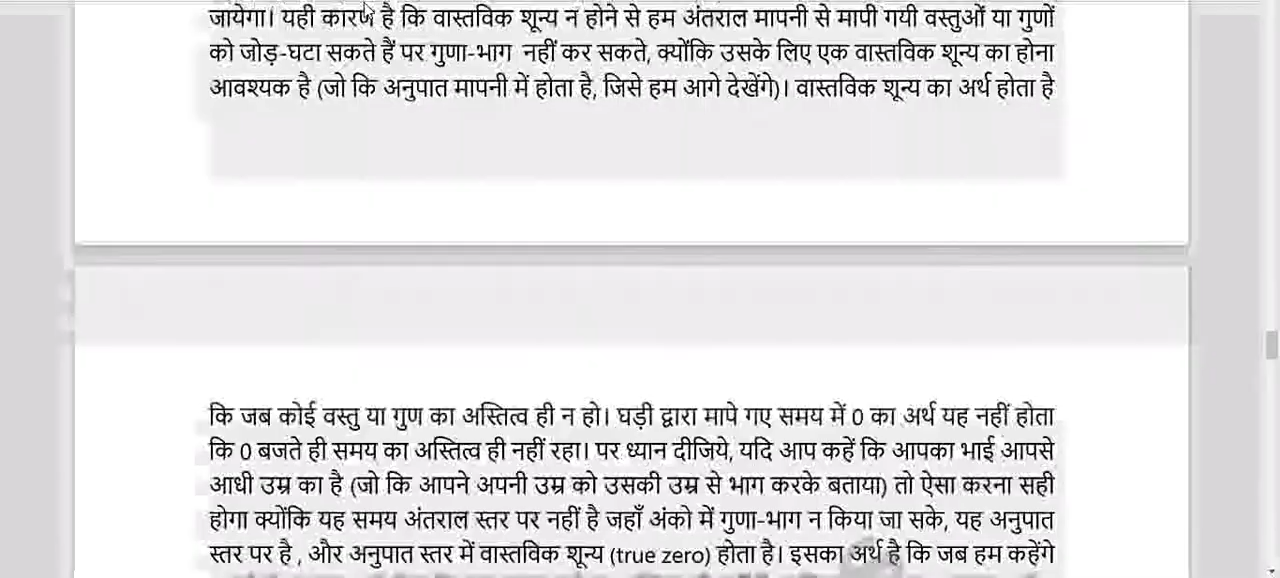 जायेगा। यही कारण है कि वास्तविक शून्य न होने से हम अंतराल मापनी से मापी गयी वस्तुओं या गुणों
को जोड़-घटा सकते हैं पर गुणा-भाग नहीं कर सकते, क्योंकि उसके लिए एक वास्तविक शून्य का होना
आवश्यक है (जो कि अनुपात मापनी में होता है, जिसे हम आगे देखेंगे)। वास्तविक शून्य का अर्थ होता है
कि जब कोई वस्तु या गुण का अस्तित्व ही न हो। घड़ी द्वारा मापे गए समय में 0 का अर्थ यह नहीं होता
कि 0 बजते ही समय का अस्तित्व ही नहीं रहा। पर ध्यान दीजिये, यदि आप कहें कि आपका भाई आपसे
आधी उम्र का है (जो कि आपने अपनी उम्र को उसकी उम्र से भाग करके बताया) तो ऐसा करना सही
होगा क्योंकि यह समय अंतराल स्तर पर नहीं है जहाँ अंको में गुणा-भाग न किया जा सके, यह अनुपात
स्तर पर है , और अनुपात स्तर में वास्तविक शून्य (true zero) होता है। इसका अर्थ है कि जब हम कहेंगे